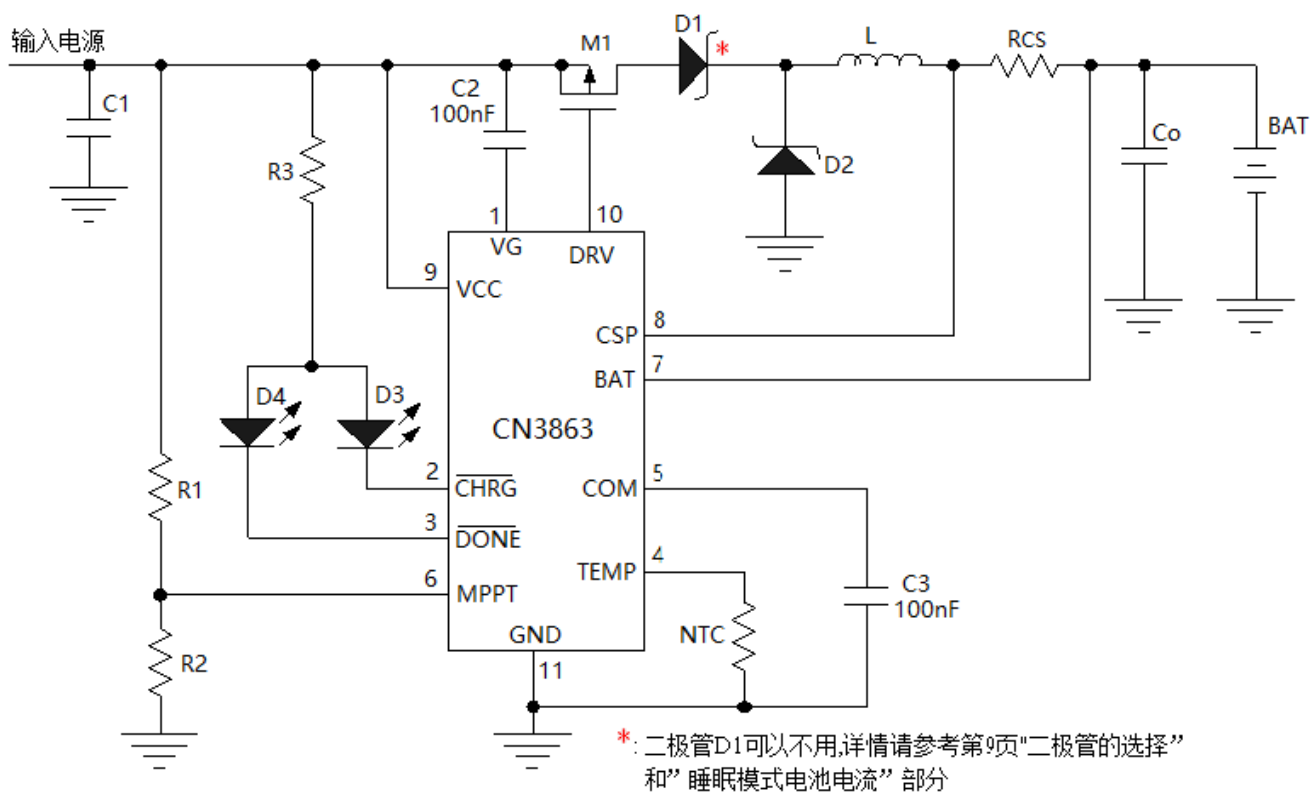 输入电源
M1
D1
*
L
RCS
C1
C2
100nF
R3
D2
Co
BAT
1
VG
10
DRV
9
VCC
CSP
8
BAT
7
D4
D3
CN3863
2
CHRG
COM
5
R1
3
DONE
TEMP
4
6
MPPT
C3
100nF
GND
NTC
R2
11
*: 二极管D1可以不用,详情请参考第9页"二极管的选择”
和” 睡眠模式电池电流” 部分